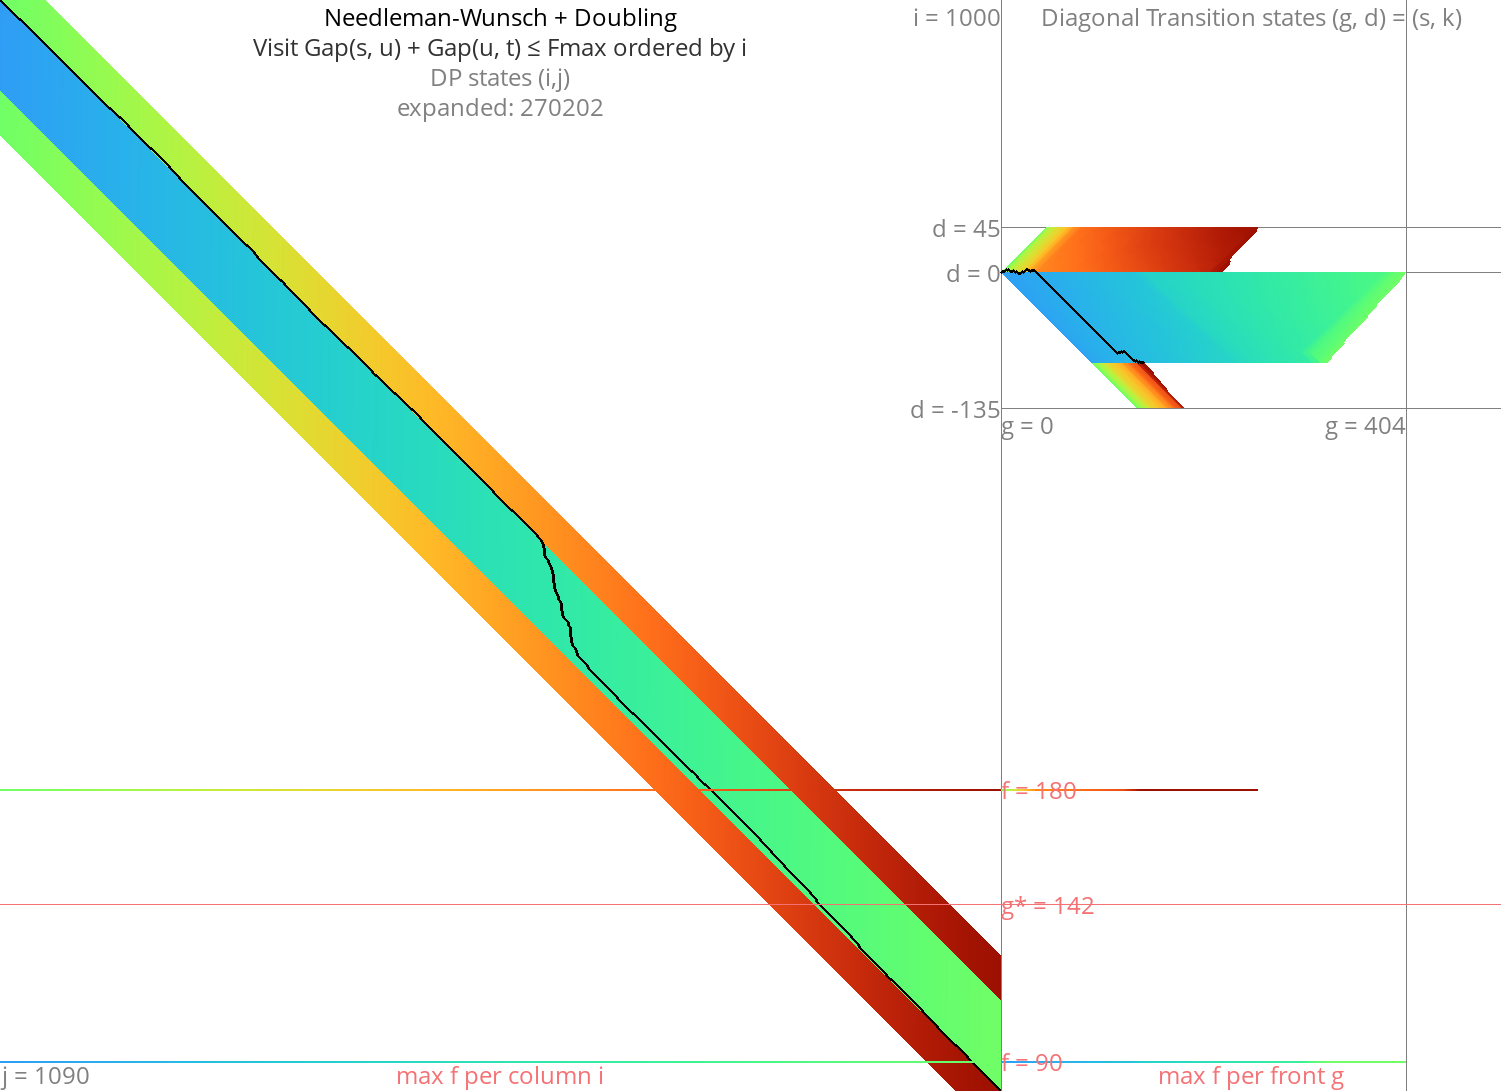 Needleman-Wunsch + Doubling
Visit Gap(s, u) + Gap(u, t) ≤ Fmax ordered by i
DP states (i,j)
expanded: 270202
i = 1000
Diagonal Transition states (g, d) = (s, k)
d = 45
d = 0
d = -135
g = 0
g = 404
f = 180
g* = 142
f = 90
j = 1090
max f per column i
max f per front g